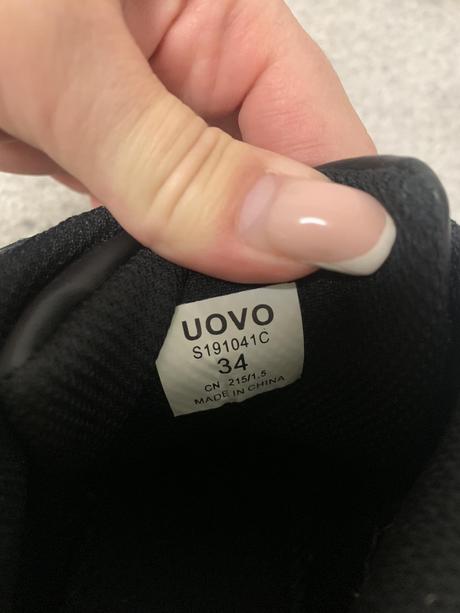 UOVO
S191041C
34
CN 215/1.5
MADE IN CHINA